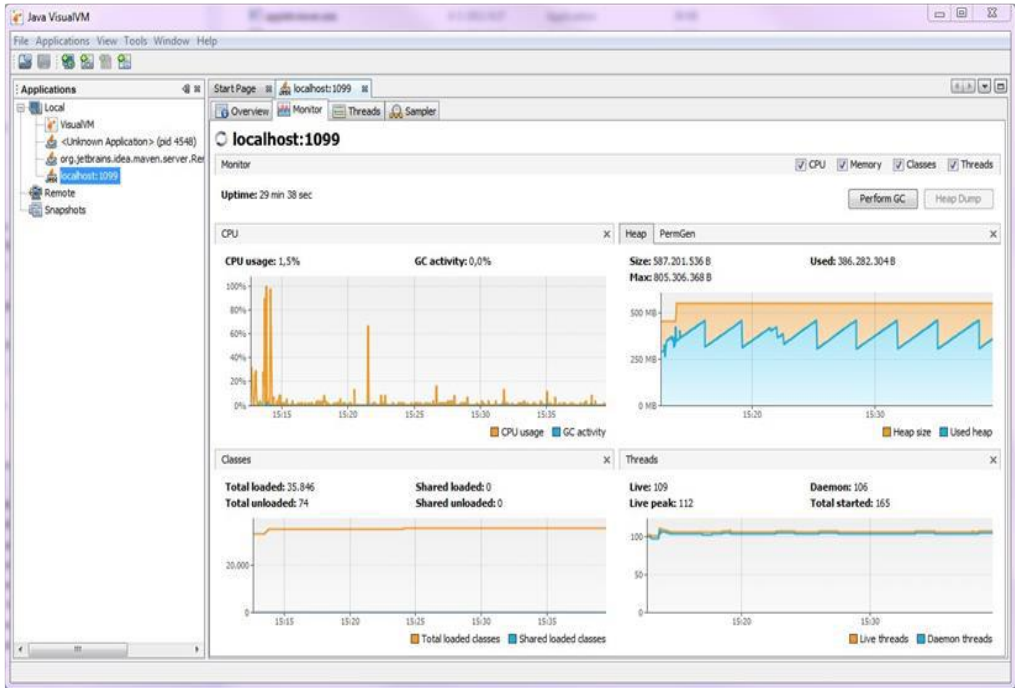 Java VisualVM
File Applications View Tools Window Help
Applications
Local
VisualVM
<Unknown Application> (pid 4548)
org.jetbrains.idea.maven.server.Rer
localhost:1099
Remote
Snapshots
Start Page localhost:1099
Overview Monitor Threads Sampler
localhost:1099
Monitor CPU Memory Classes Threads
Uptime: 29 min 38 sec Perform GC Heap Dump
CPU
CPU usage: 1,5% GC activity: 0,0%
100%
80%
60%
40%
20%
0%
15:15 15:20 15:25 15:30 15:35
CPU usage GC activity
Heap PermGen
Size: 587.201.536 B Used: 386.282.304 B
Max: 805.306.368 B
500 MB
250 MB
0 MB
15:20 15:30
Heap size Used heap
Classes
Total loaded: 35.846 Shared loaded: 0
Total unloaded: 74 Shared unloaded: 0
20.000
0
15:15 15:20 15:25 15:30 15:35
Total loaded classes Shared loaded classes
Threads
Live: 109 Daemon: 106
Live peak: 112 Total started: 165
100
50
0
15:20 15:30
Live threads Daemon threads